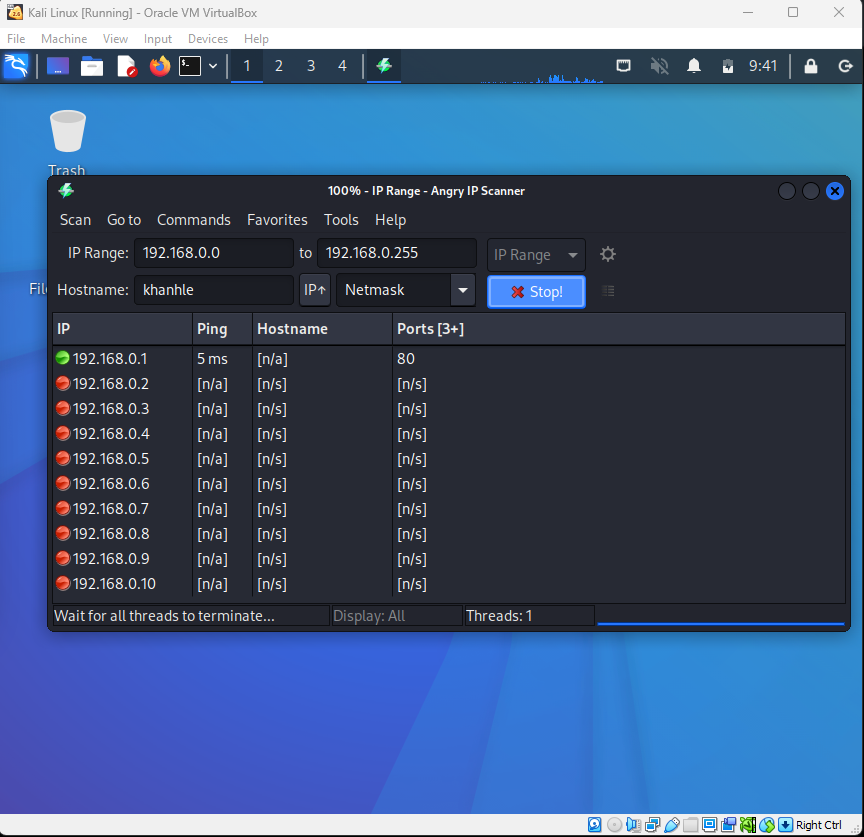 Kali Linux [Running] - Oracle VM VirtualBox
File Machine View Input Devices Help
1 2 3 4 9:41
Trash
100% - IP Range - Angry IP Scanner
Scan Go to Commands Favorites Tools Help
IP Range: 192.168.0.0 to 192.168.0.255 IP Range
Hostname: khanhle IP↑ Netmask Stop!
IP Ping Hostname Ports [3+]
192.168.0.1 5 ms [n/a] 80
192.168.0.2 [n/a] [n/s] [n/s]
192.168.0.3 [n/a] [n/s] [n/s]
192.168.0.4 [n/a] [n/s] [n/s]
192.168.0.5 [n/a] [n/s] [n/s]
192.168.0.6 [n/a] [n/s] [n/s]
192.168.0.7 [n/a] [n/s] [n/s]
192.168.0.8 [n/a] [n/s] [n/s]
192.168.0.9 [n/a] [n/s] [n/s]
192.168.0.10 [n/a] [n/s] [n/s]
Wait for all threads to terminate... Display: All Threads: 1
Right Ctrl